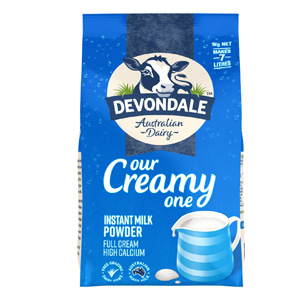 1kg NET
MAKES
7
LITRES
DEVONDALE
Australian
Dairy
our
Creamy
one
INSTANT MILK
POWDER
FULL CREAM
HIGH CALCIUM